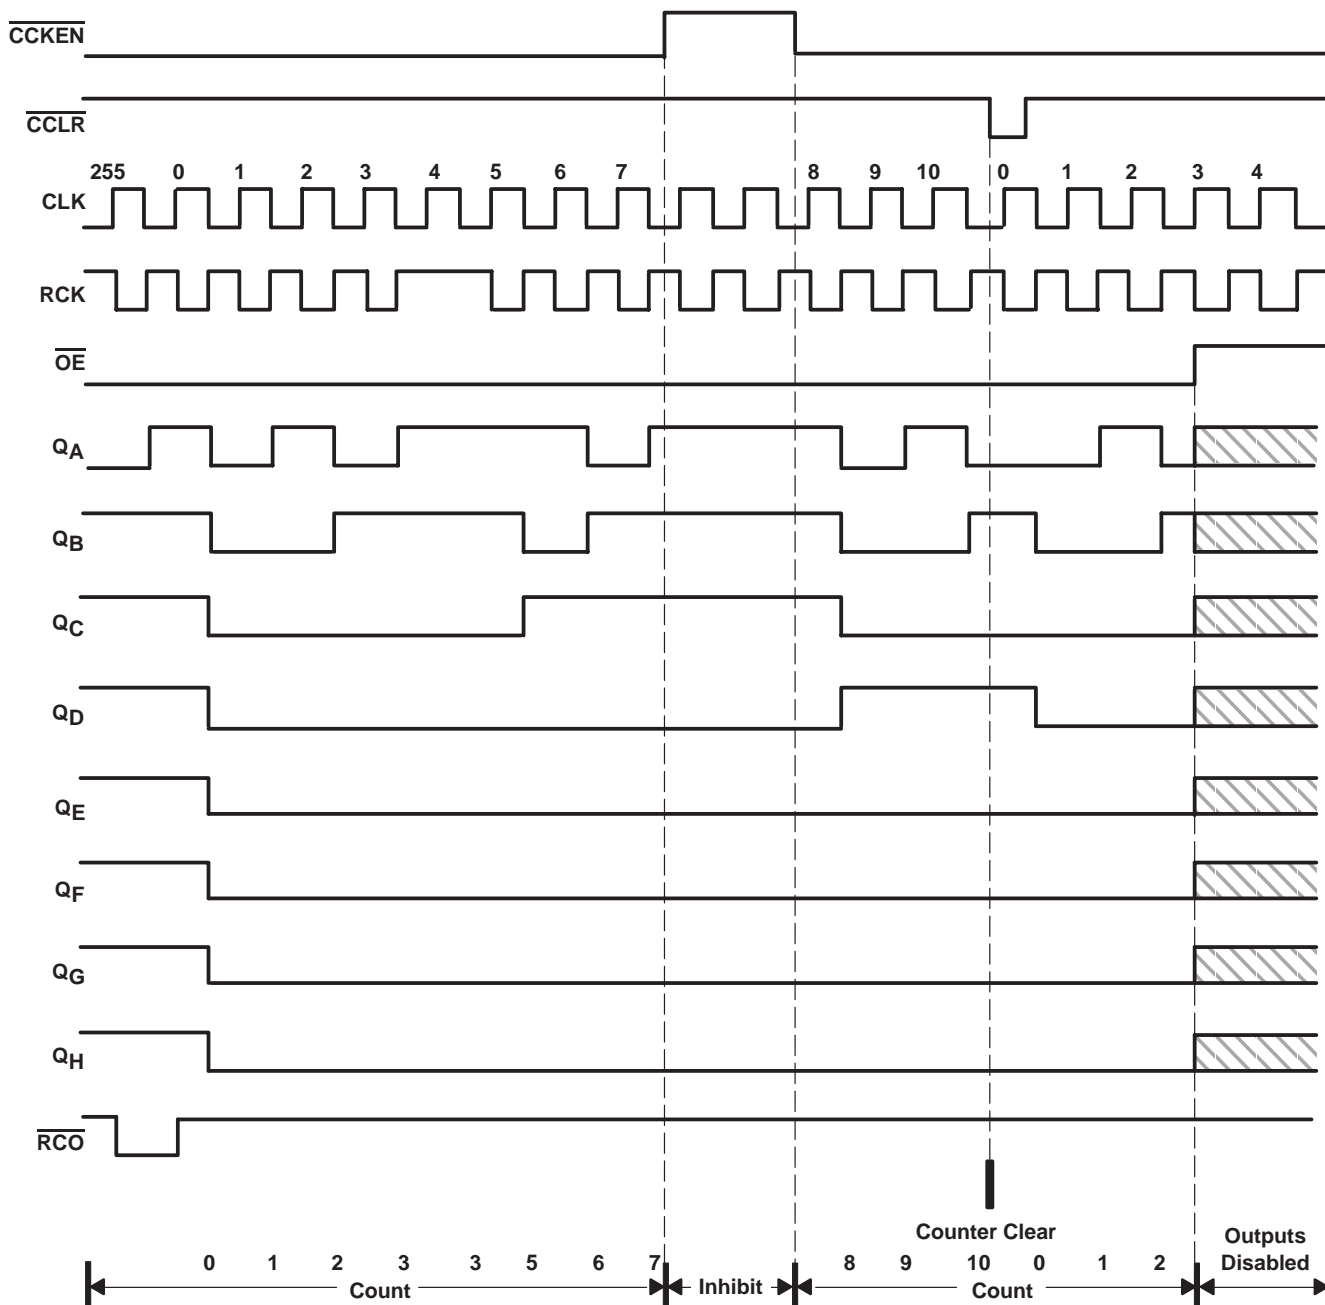 CCKEN
CCLR
255 0 1 2 3 4 5 6 7 8 9 10 0 1 2 3 4
CLK
RCK
OE
QA
QB
QC
QD
QE
QF
QG
QH
RCO
Counter Clear
Outputs
Disabled
0 1 2 3 3 5 6 7 8 9 10 0 1 2
Count Inhibit Count